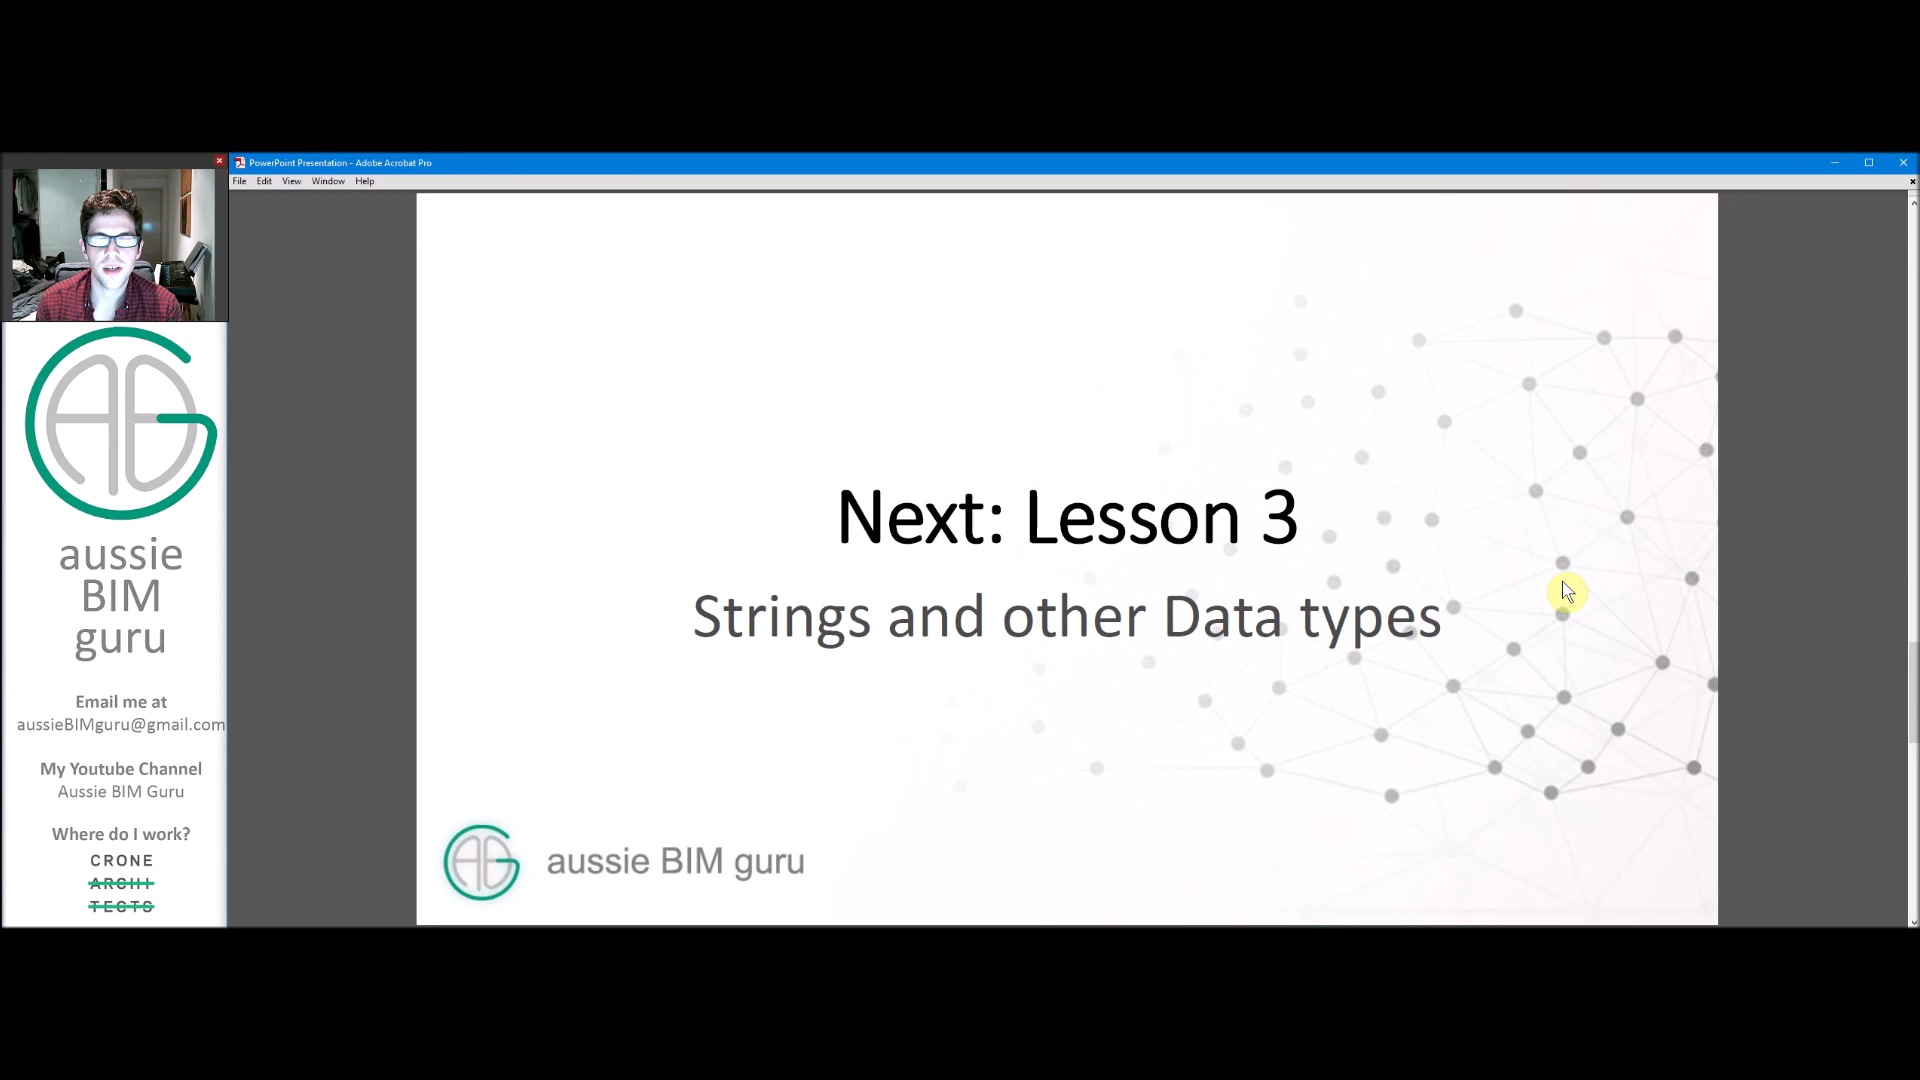 PowerPoint Presentation - Adobe Acrobat Pro
File Edit View Window Help
Next: Lesson 3
Strings and other Data types
aussie BIM guru
aussie
BIM
guru
Email me at
aussieBIMguru@gmail.com
My Youtube Channel
Aussie BIM Guru
Where do I work?
CRONE
ARCHI
TECTS